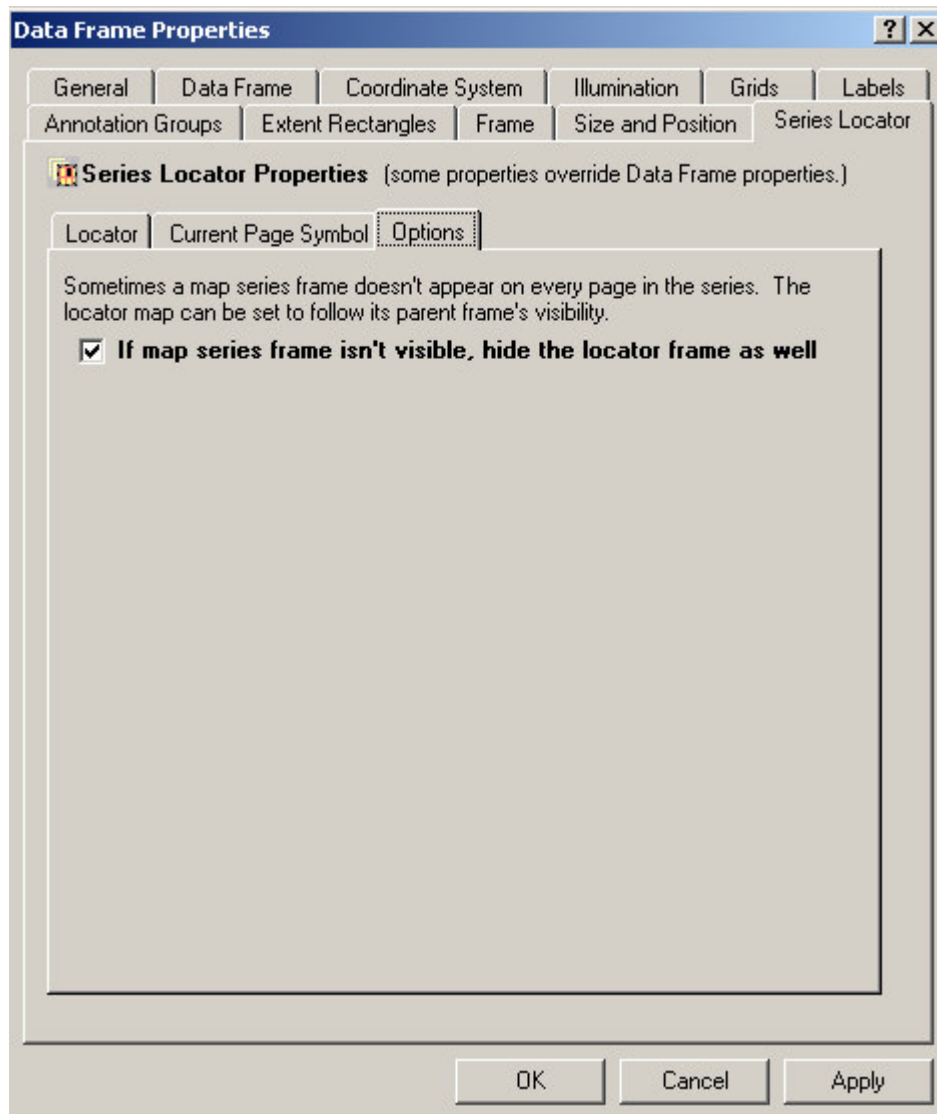 Data Frame Properties
General Data Frame Coordinate System Illumination Grids Labels
Annotation Groups Extent Rectangles Frame Size and Position Series Locator
Series Locator Properties (some properties override Data Frame properties.)
Locator Current Page Symbol Options
Sometimes a map series frame doesn't appear on every page in the series. The
locator map can be set to follow its parent frame's visibility.
If map series frame isn't visible, hide the locator frame as well
OK Cancel Apply